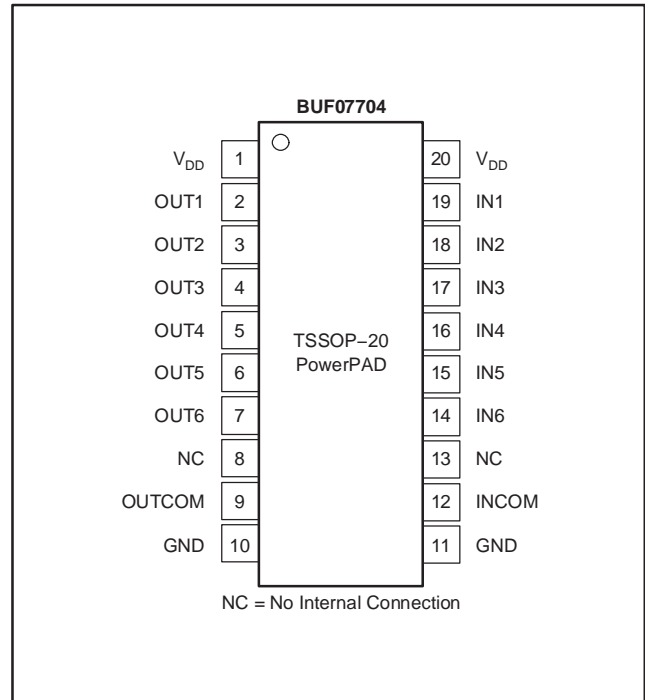 BUF07704
V_DD 1 20 V_DD
OUT1 2 19 IN1
OUT2 3 18 IN2
OUT3 4 17 IN3
OUT4 5 16 IN4
TSSOP−20
PowerPAD
OUT5 6 15 IN5
OUT6 7 14 IN6
NC 8 13 NC
OUTCOM 9 12 INCOM
GND 10 11 GND
NC = No Internal Connection